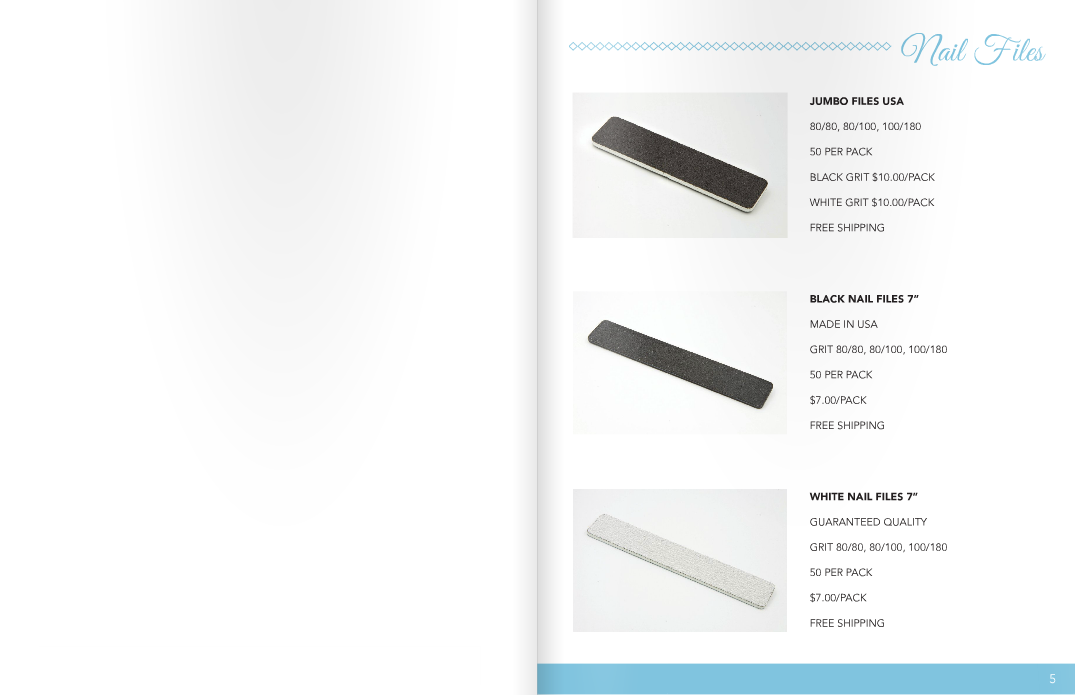 Nail Files
JUMBO FILES USA
80/80, 80/100, 100/180
50 PER PACK
BLACK GRIT $10.00/PACK
WHITE GRIT $10.00/PACK
FREE SHIPPING
BLACK NAIL FILES 7”
MADE IN USA
GRIT 80/80, 80/100, 100/180
50 PER PACK
$7.00/PACK
FREE SHIPPING
WHITE NAIL FILES 7”
GUARANTEED QUALITY
GRIT 80/80, 80/100, 100/180
50 PER PACK
$7.00/PACK
FREE SHIPPING
5